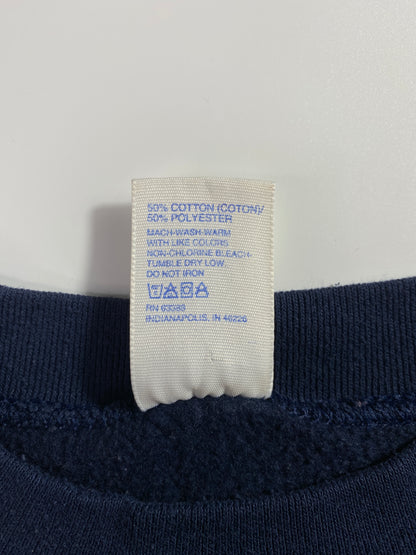 50% COTTON (COTON)/
50% POLYESTER
MACH-WASH-WARM
WITH LIKE COLORS
NON-CHLORINE BLEACH-
TUMBLE DRY LOW.
DO NOT IRON
RN 63383
INDIANAPOLIS, IN 46226